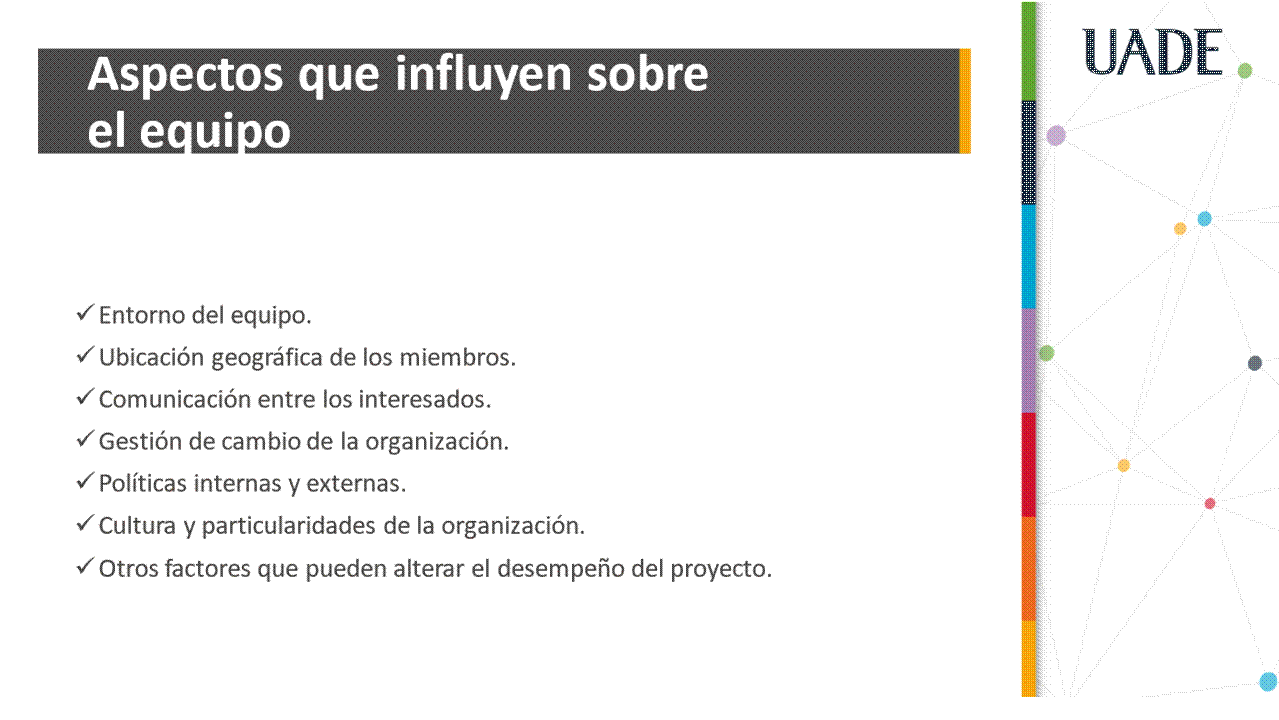 Aspectos que influyen sobre
el equipo
UADE
✓Entorno del equipo.
✓Ubicación geográfica de los miembros.
✓Comunicación entre los interesados.
✓Gestión de cambio de la organización.
✓Políticas internas y externas.
✓Cultura y particularidades de la organización.
✓Otros factores que pueden alterar el desempeño del proyecto.